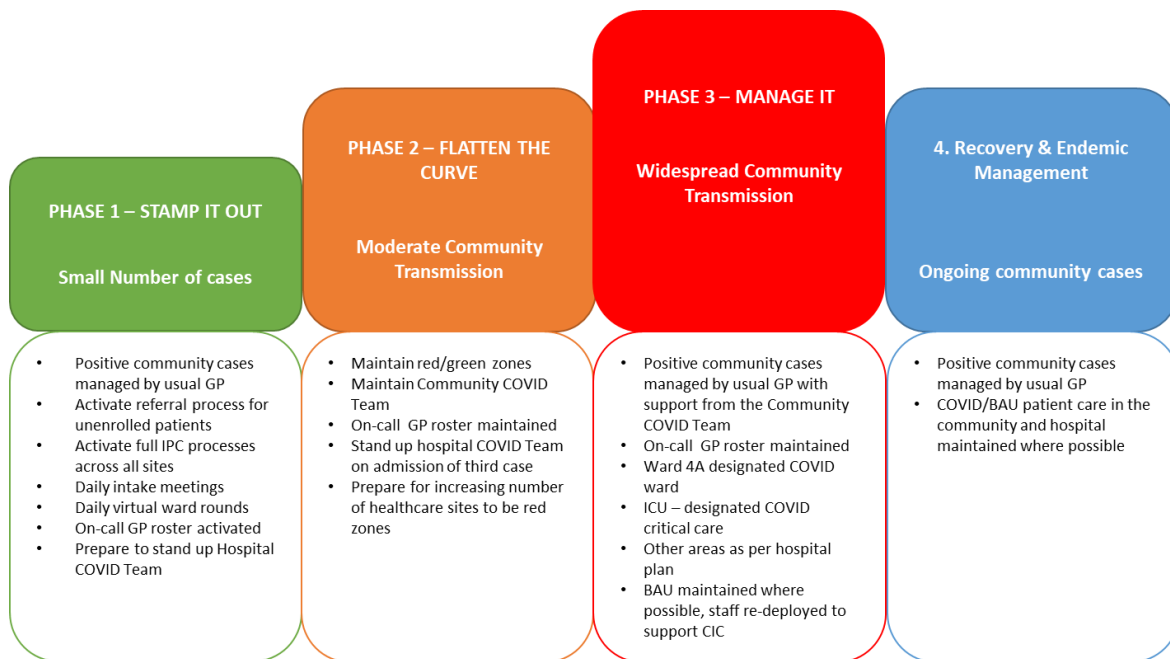 PHASE 1 – STAMP IT OUT
Small Number of cases
• Positive community cases
managed by usual GP
• Activate referral process for
unenrolled patients
• Activate full IPC processes
across all sites
• Daily intake meetings
• Daily virtual ward rounds
• On-call GP roster activated
• Prepare to stand up Hospital
COVID Team
PHASE 2 – FLATTEN THE
CURVE
Moderate Community
Transmission
• Maintain red/green zones
• Maintain Community COVID
Team
• On-call  GP roster maintained
• Stand up hospital COVID Team
on admission of third case
• Prepare for increasing number
of healthcare sites to be red
zones
PHASE 3 – MANAGE IT
Widespread Community
Transmission
• Positive community cases
managed by usual GP with
support from the Community
COVID Team
• On-call  GP roster maintained
• Ward 4A designated COVID
ward
• ICU – designated COVID
critical care
• Other areas as per hospital
plan
• BAU maintained where
possible, staff re-deployed to
support CIC
4. Recovery & Endemic
Management
Ongoing community cases
• Positive community cases
managed by usual GP
• COVID/BAU patient care in the
community and hospital
maintained where possible